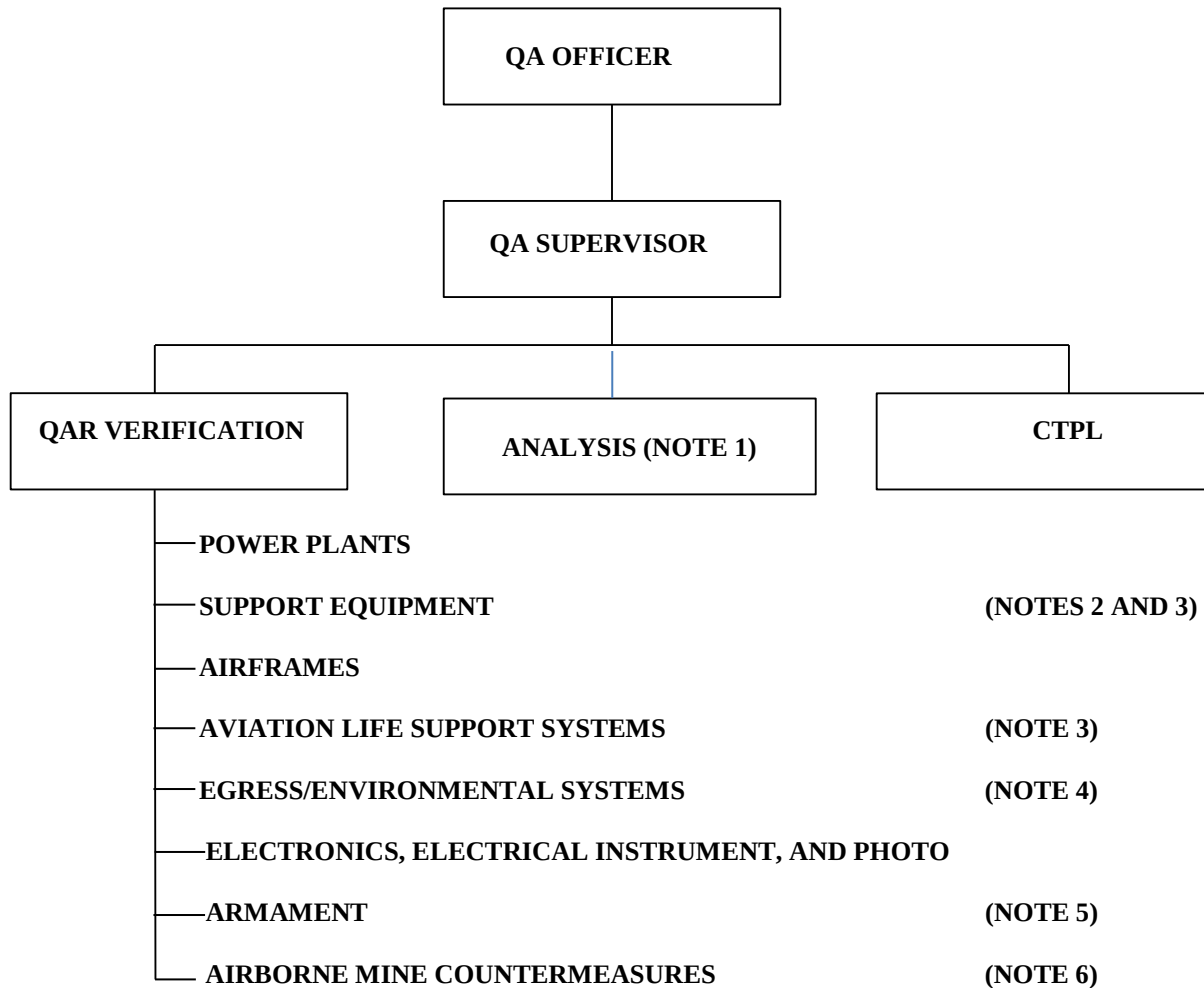 QA OFFICER
QA SUPERVISOR
QAR VERIFICATION
ANALYSIS (NOTE 1)
CTPL
POWER PLANTS
SUPPORT EQUIPMENT (NOTES 2 AND 3)
AIRFRAMES
AVIATION LIFE SUPPORT SYSTEMS (NOTE 3)
EGRESS/ENVIRONMENTAL SYSTEMS (NOTE 4)
ELECTRONICS, ELECTRICAL INSTRUMENT, AND PHOTO
ARMAMENT (NOTE 5)
AIRBORNE MINE COUNTERMEASURES (NOTE 6)